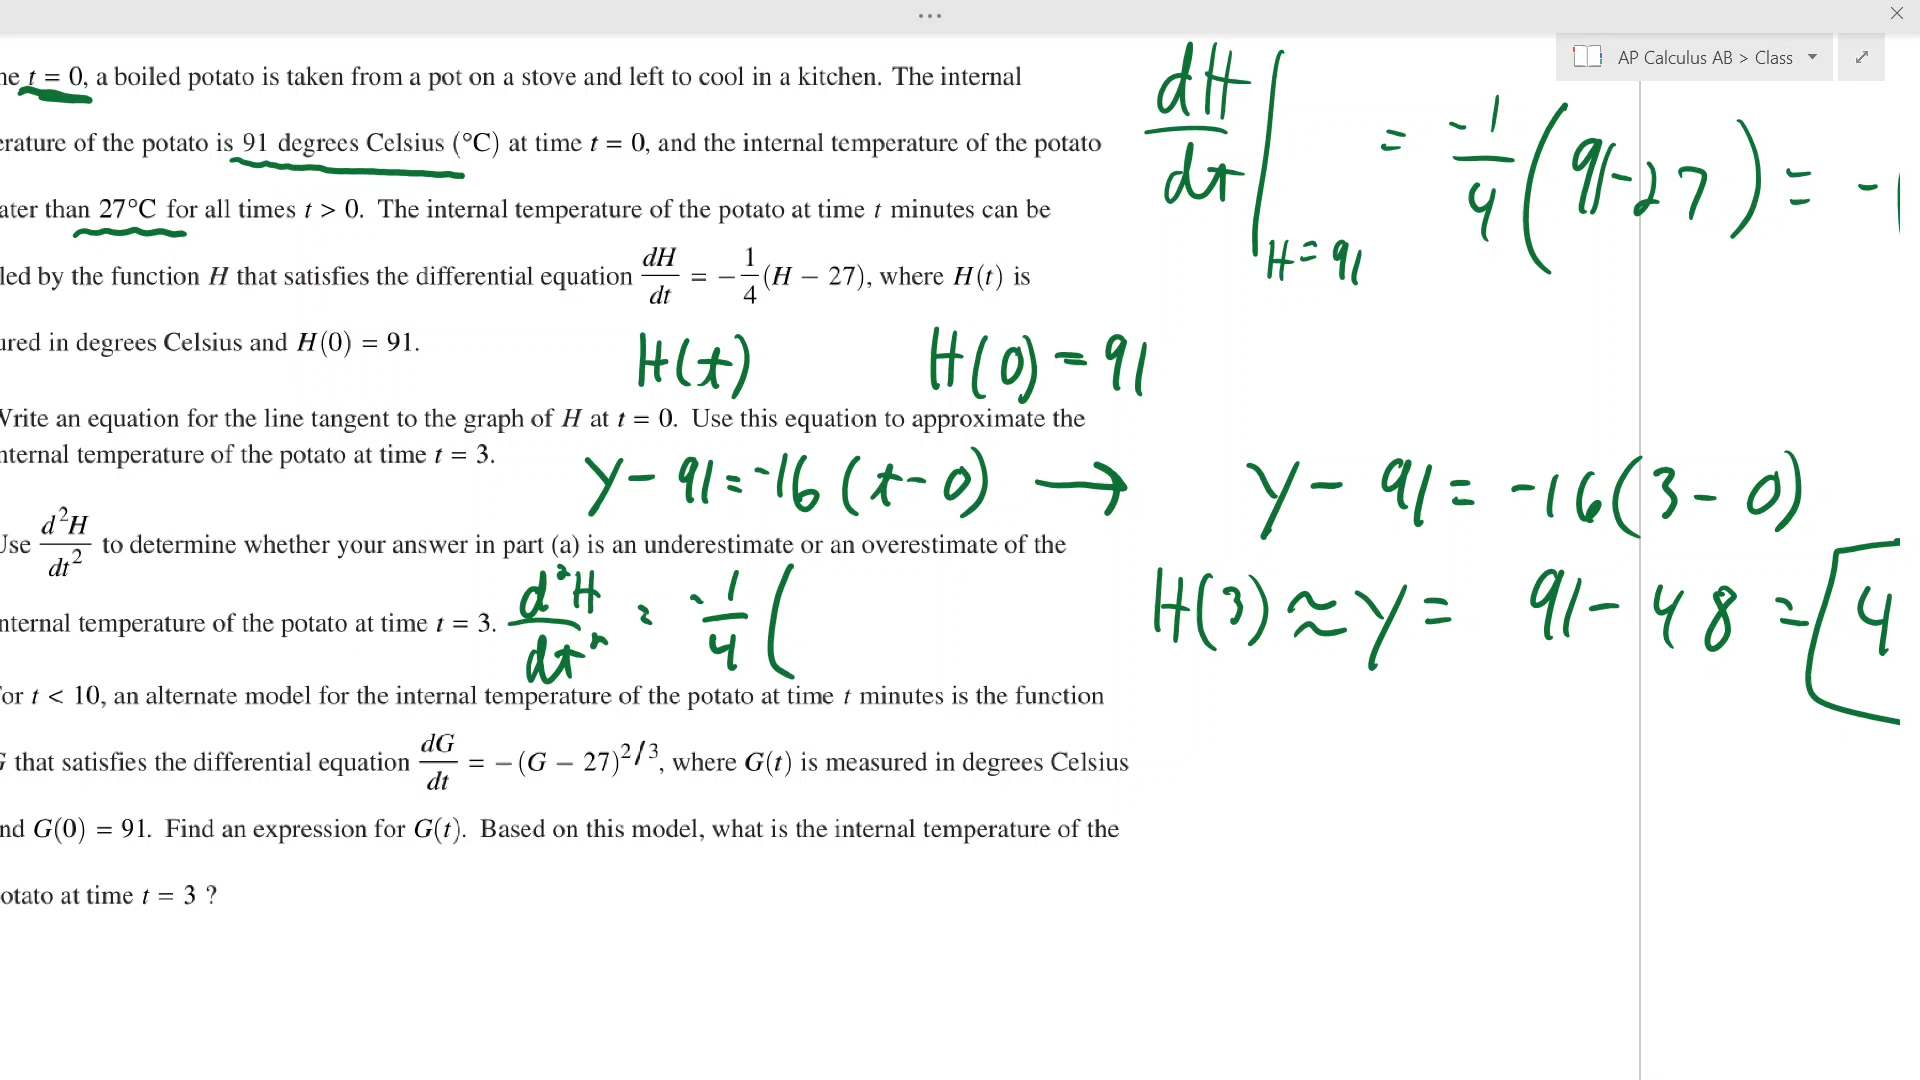 AP Calculus AB > Class
ne t = 0, a boiled potato is taken from a pot on a stove and left to cool in a kitchen. The internal
erature of the potato is 91 degrees Celsius (°C) at time t = 0, and the internal temperature of the potato
ater than 27°C for all times t > 0. The internal temperature of the potato at time t minutes can be
led by the function H that satisfies the differential equation dH/dt = −1/4(H − 27), where H(t) is
ured in degrees Celsius and H(0) = 91.
dH/dt | H=91 = -1/4 (91-27) = -1
H(t) H(0) = 91
Write an equation for the line tangent to the graph of H at t = 0. Use this equation to approximate the
nternal temperature of the potato at time t = 3.
y - 91 = -16 (t - 0) → y - 91 = -16(3 - 0)
Use d²H/dt² to determine whether your answer in part (a) is an underestimate or an overestimate of the
nternal temperature of the potato at time t = 3.
d²H/dt² = -1/4 (
H(3) ≈ y = 91 - 48 = 4
or t < 10, an alternate model for the internal temperature of the potato at time t minutes is the function
G that satisfies the differential equation dG/dt = −(G − 27)^2/3, where G(t) is measured in degrees Celsius
nd G(0) = 91. Find an expression for G(t). Based on this model, what is the internal temperature of the
otato at time t = 3 ?